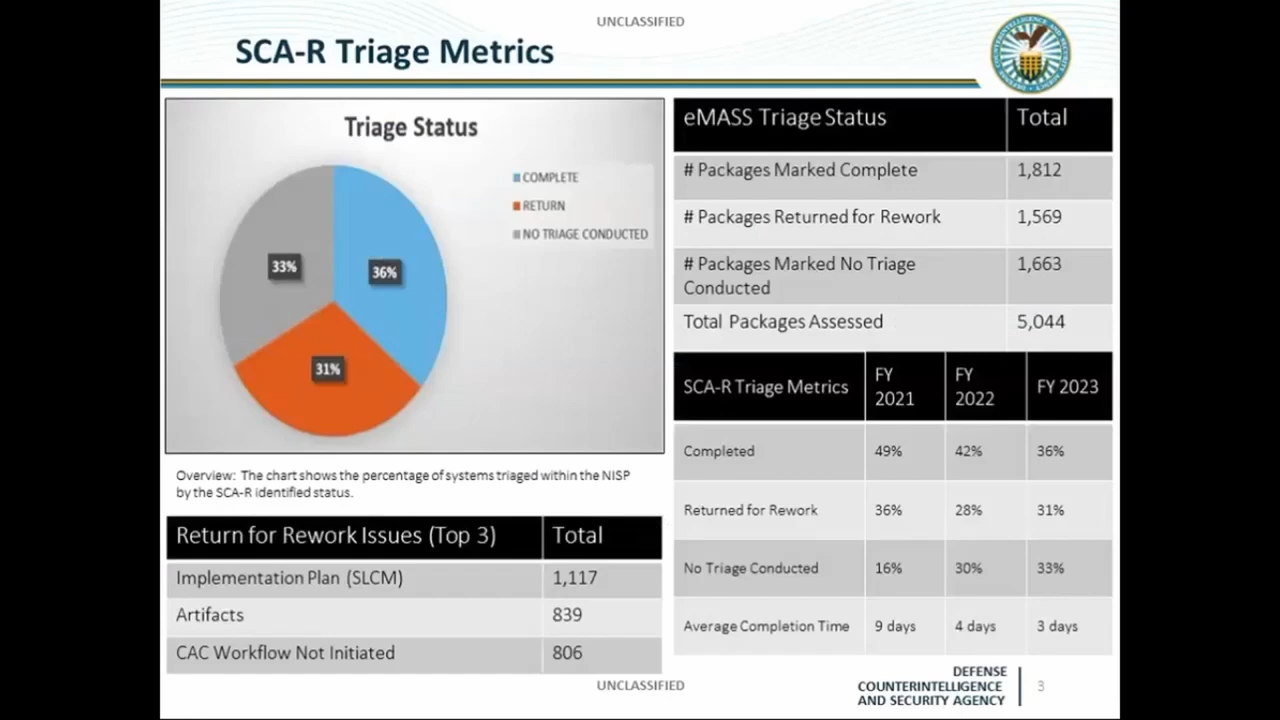 UNCLASSIFIED
SCA-R Triage Metrics
Triage Status
COMPLETE
RETURN
NO TRIAGE CONDUCTED
33%
36%
31%
Overview: The chart shows the percentage of systems triaged within the NISP
by the SCA-R identified status.
Return for Rework Issues (Top 3) Total
Implementation Plan (SLCM) 1,117
Artifacts 839
CAC Workflow Not Initiated 806
eMASS Triage Status Total
# Packages Marked Complete 1,812
# Packages Returned for Rework 1,569
# Packages Marked No Triage
Conducted 1,663
Total Packages Assessed 5,044
SCA-R Triage Metrics FY 2021 FY 2022 FY 2023
Completed 49% 42% 36%
Returned for Rework 36% 28% 31%
No Triage Conducted 16% 30% 33%
Average Completion Time 9 days 4 days 3 days
UNCLASSIFIED
DEFENSE
COUNTERINTELLIGENCE
AND SECURITY AGENCY
3